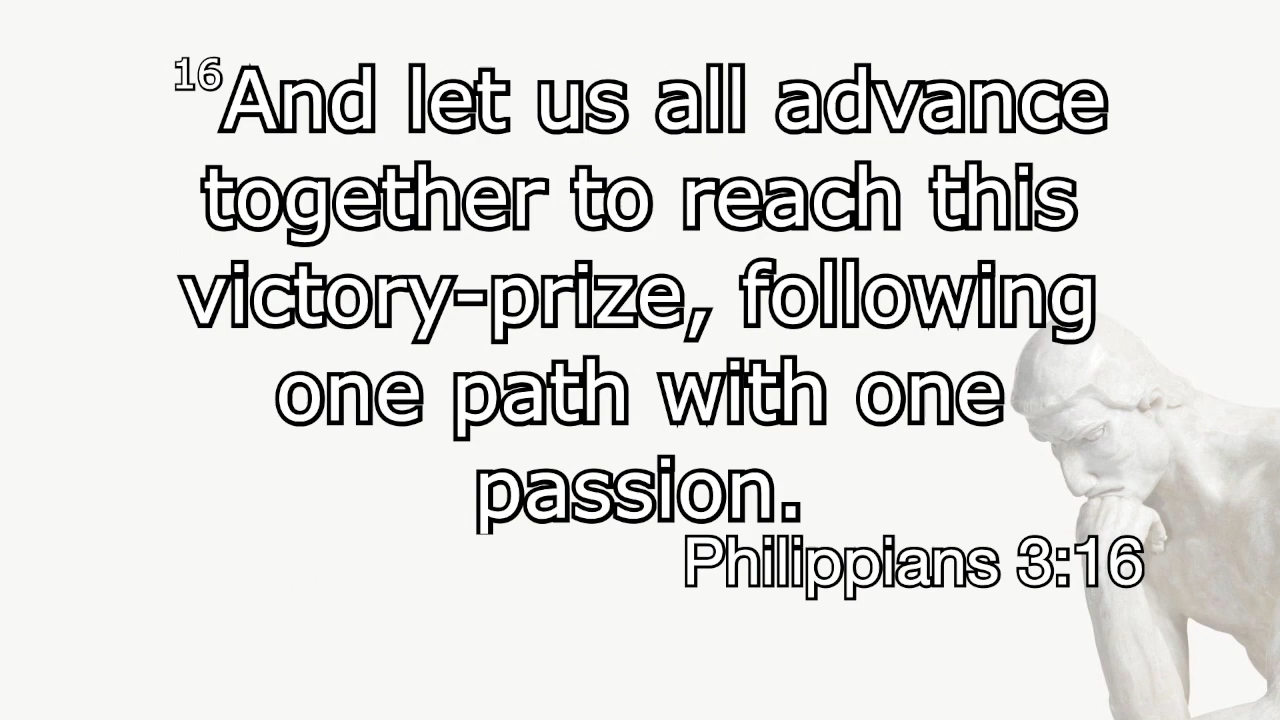 16And let us all advance
together to reach this
victory-prize, following
one path with one
passion.
Philippians 3:16